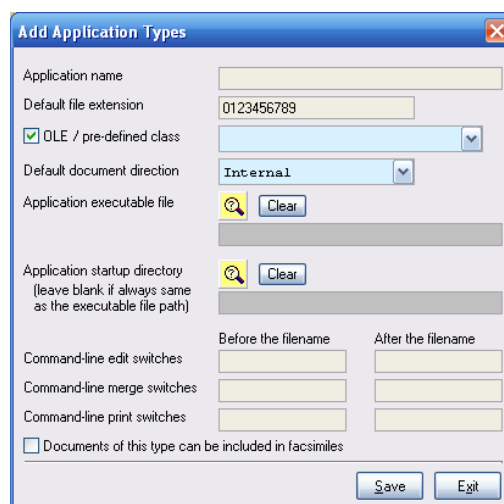 Add Application Types
Application name
Default file extension 0123456789
OLE / pre-defined class
Default document direction Internal
Application executable file Clear
Application startup directory Clear
(leave blank if always same
as the executable file path)
Before the filename After the filename
Command-line edit switches
Command-line merge switches
Command-line print switches
Documents of this type can be included in facsimiles
Save Exit